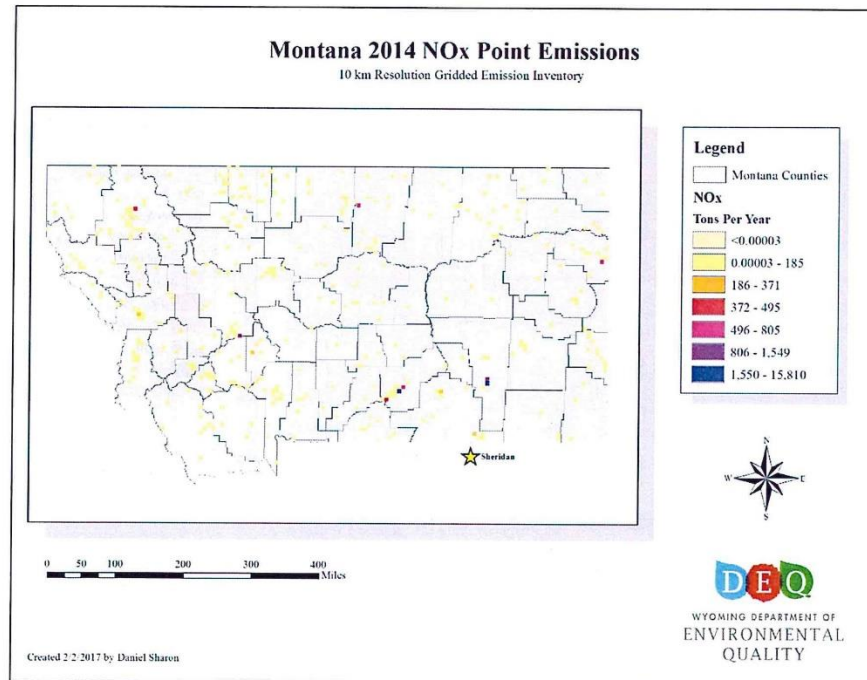 Montana 2014 NOx Point Emissions
10 km Resolution Gridded Emission Inventory
Sheridan
Legend
Montana Counties
NOx
Tons Per Year
<0.00003
0.00003 - 185
186 - 371
372 - 495
496 - 805
806 - 1,549
1,550 - 15,810
N
W E
S
0 50 100 200 300 400
Miles
DEQ
WYOMING DEPARTMENT OF
ENVIRONMENTAL
QUALITY
Created 2/2/2017 by Daniel Sharon